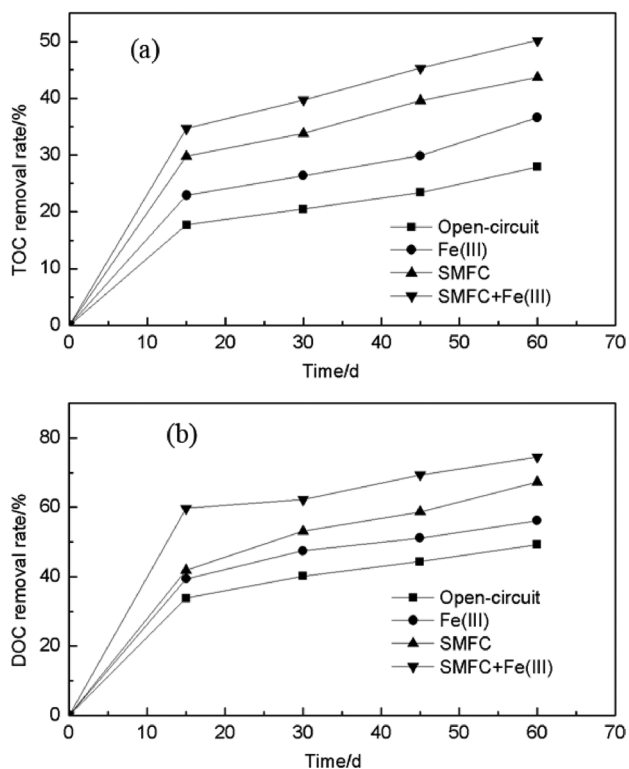 (a)
TOC removal rate/%
50
40
30
20
10
0
Open-circuit
Fe(III)
SMFC
SMFC+Fe(III)
0 10 20 30 40 50 60 70
Time/d
(b)
DOC removal rate/%
80
60
40
20
0
Open-circuit
Fe(III)
SMFC
SMFC+Fe(III)
0 10 20 30 40 50 60 70
Time/d